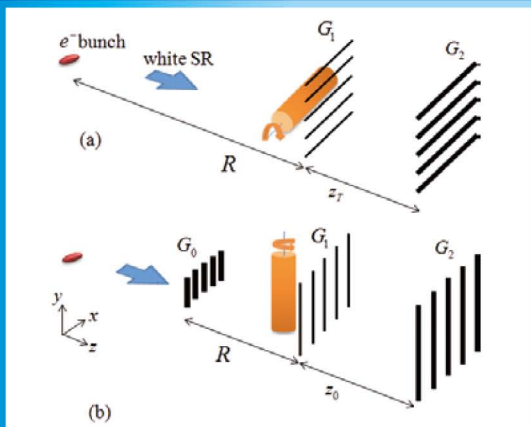 e⁻ bunch
white SR
G₁
G₂
(a)
R
z_T
G₀
G₁
G₂
y
x
z
R
z₀
(b)